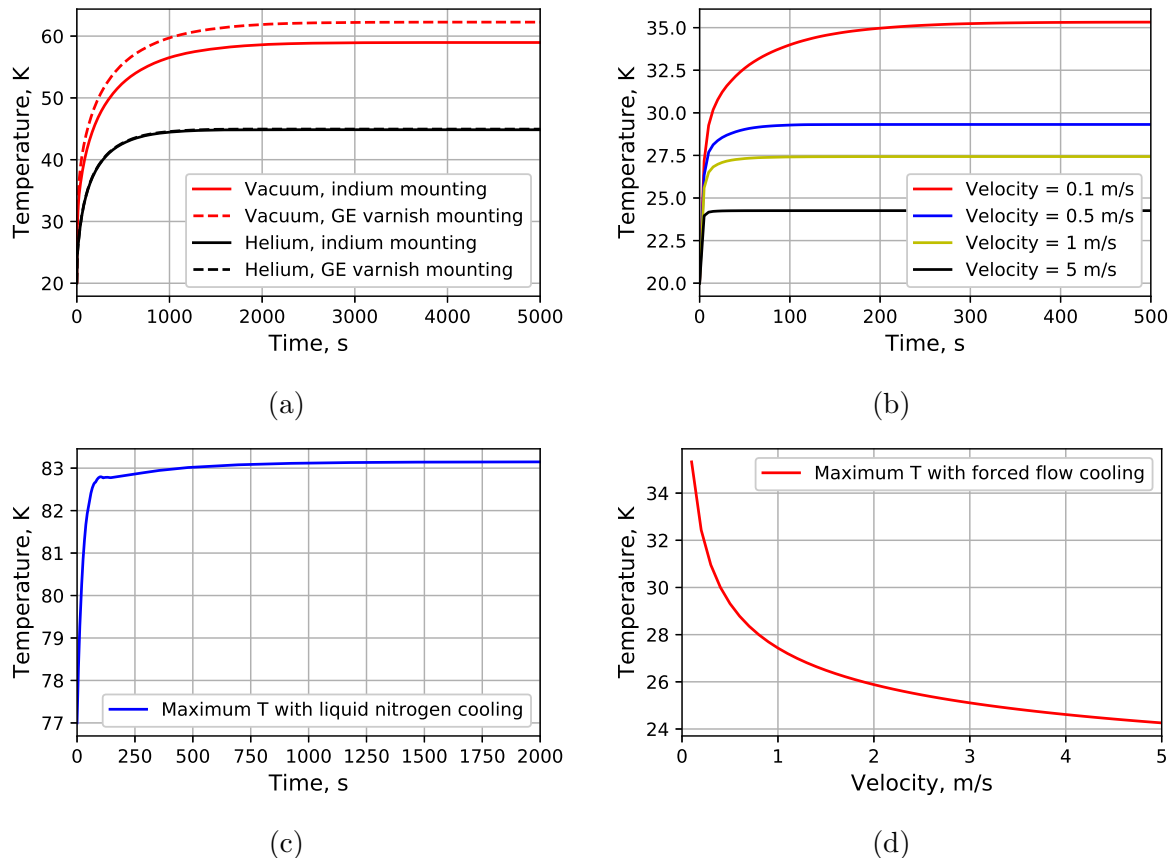 Temperature, K
60
50
40
30
20
0
1000
2000
3000
4000
5000
Time, s
Vacuum, indium mounting
Vacuum, GE varnish mounting
Helium, indium mounting
Helium, GE varnish mounting
(a)
Temperature, K
35.0
32.5
30.0
27.5
25.0
22.5
20.0
0
100
200
300
400
500
Time, s
Velocity = 0.1 m/s
Velocity = 0.5 m/s
Velocity = 1 m/s
Velocity = 5 m/s
(b)
Temperature, K
83
82
81
80
79
78
77
0
250
500
750
1000
1250
1500
1750
2000
Time, s
Maximum T with liquid nitrogen cooling
(c)
Temperature, K
34
32
30
28
26
24
0
1
2
3
4
5
Velocity, m/s
Maximum T with forced flow cooling
(d)